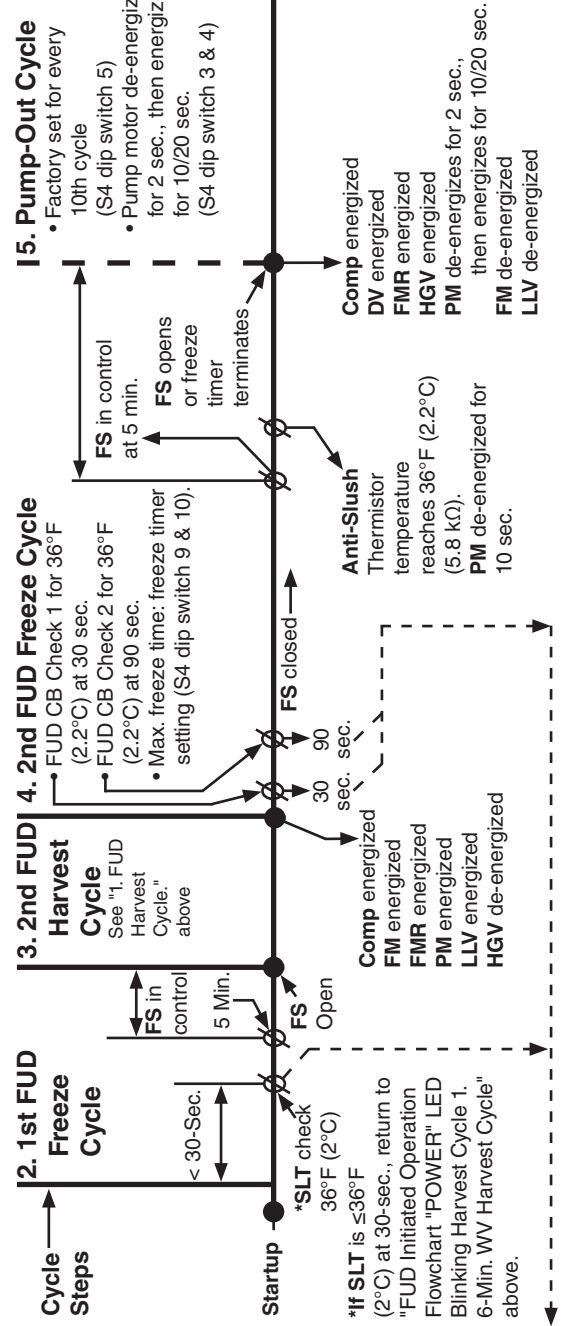 Cycle
Steps
Startup
2. 1st FUD
Freeze
Cycle
< 30-Sec.
FS in
control
5 Min.
*SLT check
36°F (2°C)
FS
Open
*If SLT is ≤36°F
(2°C) at 30-sec., return to
"FUD Initiated Operation
Flowchart "POWER" LED
Blinking Harvest Cycle 1.
6-Min. WV Harvest Cycle"
above.
3. 2nd FUD
Harvest
Cycle
See "1. FUD
Harvest
Cycle."
above
4. 2nd FUD Freeze Cycle
• FUD CB Check 1 for 36°F
(2.2°C) at 30 sec.
• FUD CB Check 2 for 36°F
(2.2°C) at 90 sec.
• Max. freeze time: freeze timer
setting (S4 dip switch 9 & 10).
30
sec.
90
sec.
FS closed
Comp energized
FM energized
FMR energized
PM energized
LLV energized
HGV de-energized
FS in control
at 5 min.
FS opens
or freeze
timer
terminates
Anti-Slush
Thermistor
temperature
reaches 36°F (2.2°C)
(5.8 kΩ).
PM de-energized for
10 sec.
5. Pump-Out Cycle
• Factory set for every
10th cycle
(S4 dip switch 5)
• Pump motor de-energiz
for 2 sec., then energiz
for 10/20 sec.
(S4 dip switch 3 & 4)
Comp energized
DV energized
FMR energized
HGV energized
PM de-energizes for 2 sec.,
then energizes for 10/20 sec.
FM de-energized
LLV de-energized